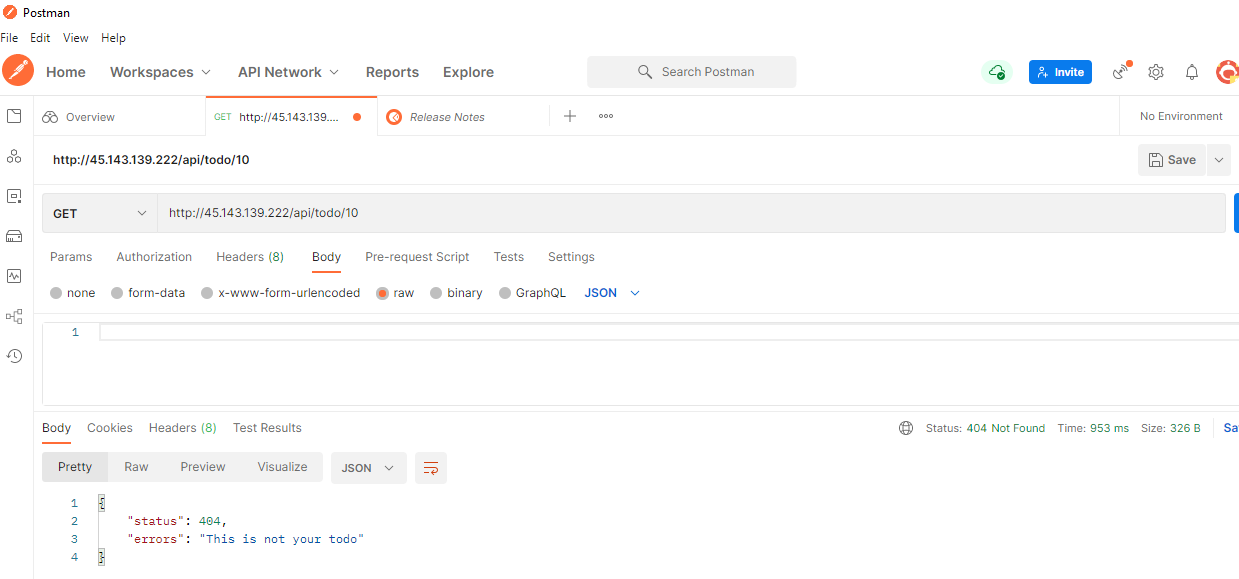 Postman
File Edit View Help
Home Workspaces API Network Reports Explore Search Postman Invite
Overview GET http://45.143.139.... Release Notes No Environment
http://45.143.139.222/api/todo/10 Save
GET http://45.143.139.222/api/todo/10
Params Authorization Headers (8) Body Pre-request Script Tests Settings
none form-data x-www-form-urlencoded raw binary GraphQL JSON
1
Body Cookies Headers (8) Test Results Status: 404 Not Found Time: 953 ms Size: 326 B
Pretty Raw Preview Visualize JSON
1 {
2 "status": 404,
3 "errors": "This is not your todo"
4 }